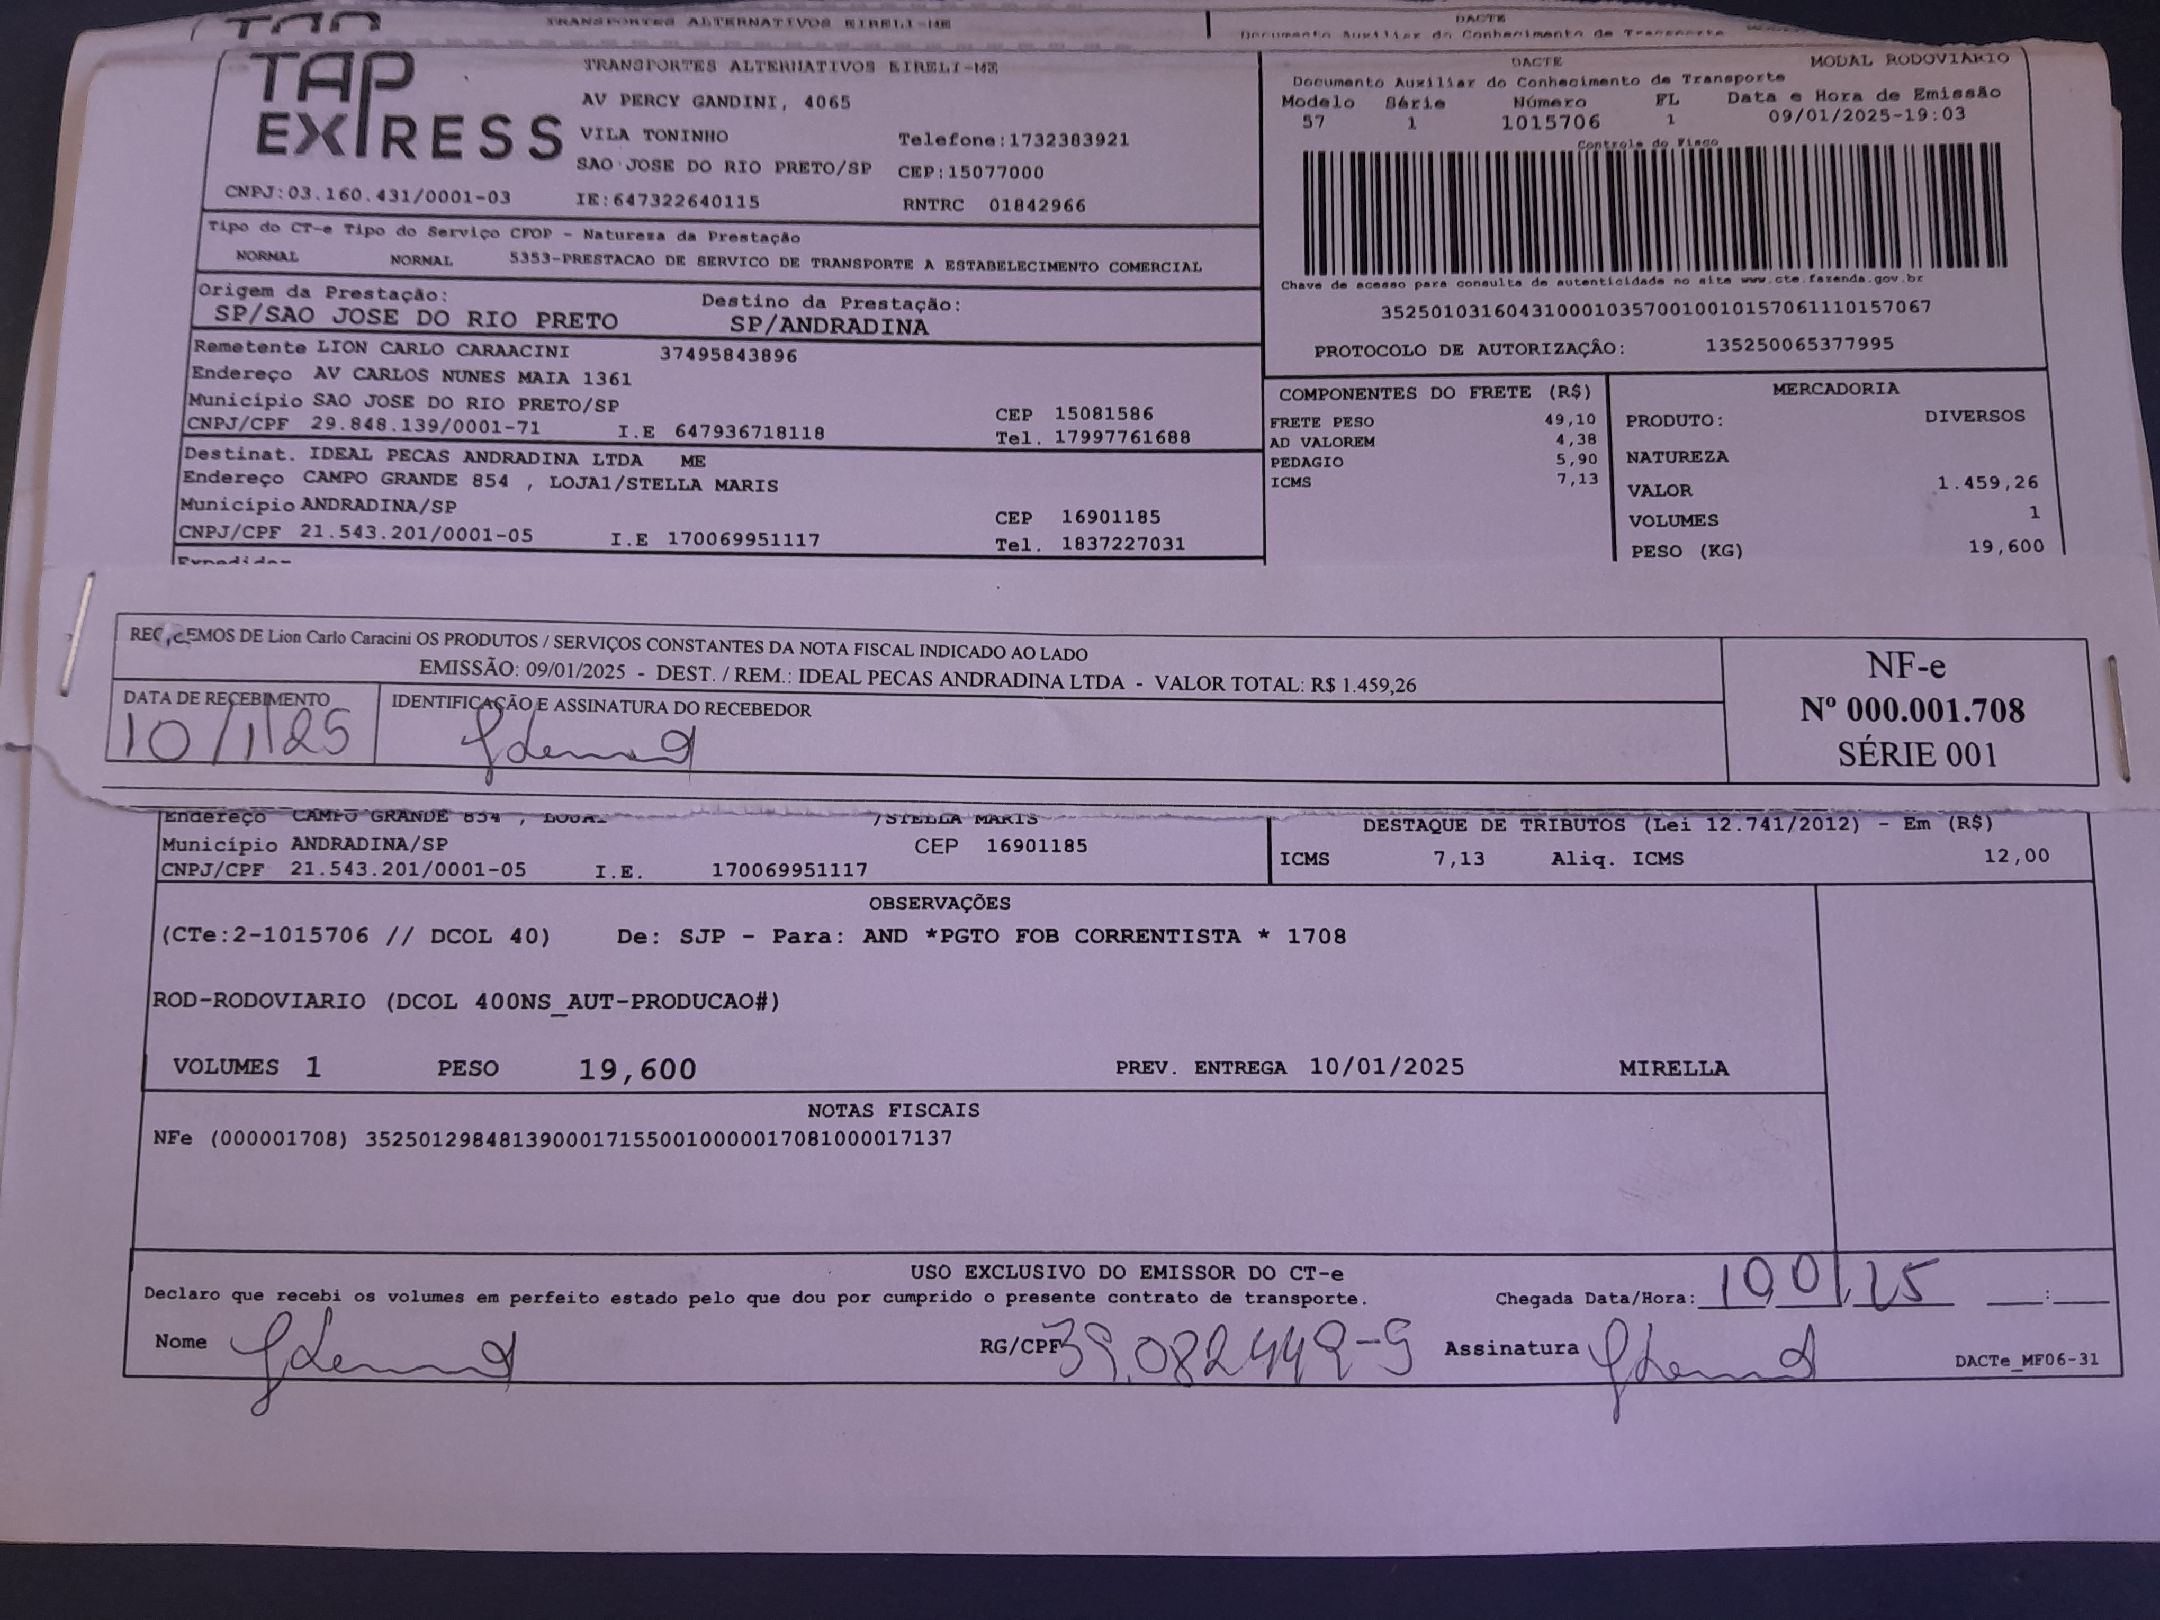 TRANSPORTES ALTERNATIVOS EIRELI-ME
DACTE
Documento Auxiliar do Conhecimento de Transporte
TAP EXPRESS
TRANSPORTES ALTERNATIVOS EIRELI-ME
AV PERCY GANDINI, 4065
VILA TONINHO Telefone:1732383921
SAO JOSE DO RIO PRETO/SP CEP:15077000
CNPJ:03.160.431/0001-03 IE:647322640115 RNTRC 01842966
DACTE MODAL RODOVIÁRIO
Documento Auxiliar do Conhecimento de Transporte
Modelo Série Número FL Data e Hora de Emissão
57 1 1015706 1 09/01/2025-19:03
Controle do Fisco
Chave de acesso para consulta de autenticidade no site www.cte.fazenda.gov.br
35250103160431000103570010010157061110157067
PROTOCOLO DE AUTORIZAÇÃO: 135250065377995
Tipo do CT-e Tipo do Serviço CFOP - Natureza da Prestação
NORMAL NORMAL 5353-PRESTACAO DE SERVICO DE TRANSPORTE A ESTABELECIMENTO COMERCIAL
Origem da Prestação: Destino da Prestação:
SP/SAO JOSE DO RIO PRETO SP/ANDRADINA
Remetente LION CARLO CARAACINI 37495843896
Endereço AV CARLOS NUNES MAIA 1361
Município SAO JOSE DO RIO PRETO/SP CEP 15081586
CNPJ/CPF 29.848.139/0001-71 I.E 647936718118 Tel. 17997761688
Destinat. IDEAL PECAS ANDRADINA LTDA ME
Endereço CAMPO GRANDE 854 , LOJA1/STELLA MARIS
Município ANDRADINA/SP CEP 16901185
CNPJ/CPF 21.543.201/0001-05 I.E 170069951117 Tel. 1837227031
COMPONENTES DO FRETE (R$)
FRETE PESO 49,10
AD VALOREM 4,38
PEDAGIO 5,90
ICMS 7,13
MERCADORIA
PRODUTO: DIVERSOS
NATUREZA
VALOR 1.459,26
VOLUMES 1
PESO (KG) 19,600
Expedidor
DE Lion Carlo Caracini OS PRODUTOS / SERVIÇOS CONSTANTES DA NOTA FISCAL INDICADO AO LADO
EMISSÃO: 09/01/2025 - DEST. / REM.: IDEAL PECAS ANDRADINA LTDA - VALOR TOTAL: R$ 1.459,26
DATA DE RECEBIMENTO IDENTIFICAÇÃO E ASSINATURA DO RECEBEDOR
10/1/25
NF-e
Nº 000.001.708
SÉRIE 001
Endereço CAMPO GRANDE 854 , LOJA1 /STELLA MARIS
Município ANDRADINA/SP CEP 16901185
CNPJ/CPF 21.543.201/0001-05 I.E. 170069951117
DESTAQUE DE TRIBUTOS (Lei 12.741/2012) - Em (R$)
ICMS 7,13 Aliq. ICMS 12,00
OBSERVAÇÕES
(CTe:2-1015706 // DCOL 40) De: SJP - Para: AND *PGTO FOB CORRENTISTA * 1708
ROD-RODOVIARIO (DCOL 400NS_AUT-PRODUCAO#)
VOLUMES 1 PESO 19,600 PREV. ENTREGA 10/01/2025 MIRELLA
NOTAS FISCAIS
NFe (000001708) 35250129848139000171550010000017081000017137
USO EXCLUSIVO DO EMISSOR DO CT-e
Declaro que recebi os volumes em perfeito estado pelo que dou por cumprido o presente contrato de transporte. Chegada Data/Hora: 10 01 25 :
Nome RG/CPF 39.082449-9 Assinatura
DACTe_MF06-31